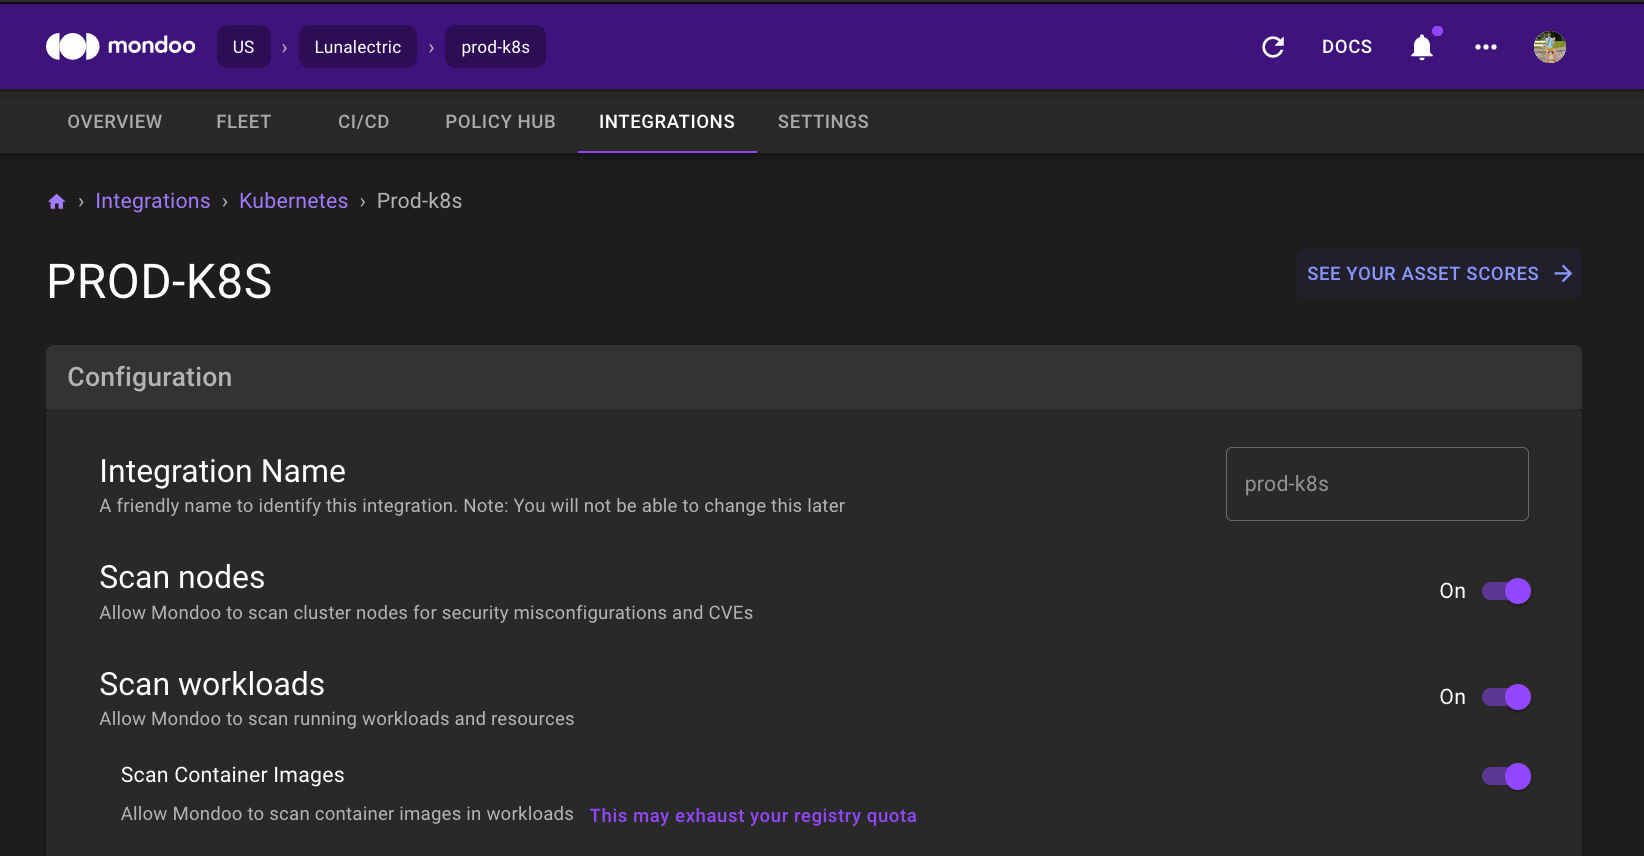 mondoo US › Lunalectric › prod-k8s DOCS
OVERVIEW FLEET CI/CD POLICY HUB INTEGRATIONS SETTINGS
› Integrations › Kubernetes › Prod-k8s
PROD-K8S
SEE YOUR ASSET SCORES →
Configuration
Integration Name
A friendly name to identify this integration. Note: You will not be able to change this later
prod-k8s
Scan nodes
Allow Mondoo to scan cluster nodes for security misconfigurations and CVEs
On
Scan workloads
Allow Mondoo to scan running workloads and resources
On
Scan Container Images
Allow Mondoo to scan container images in workloads This may exhaust your registry quota